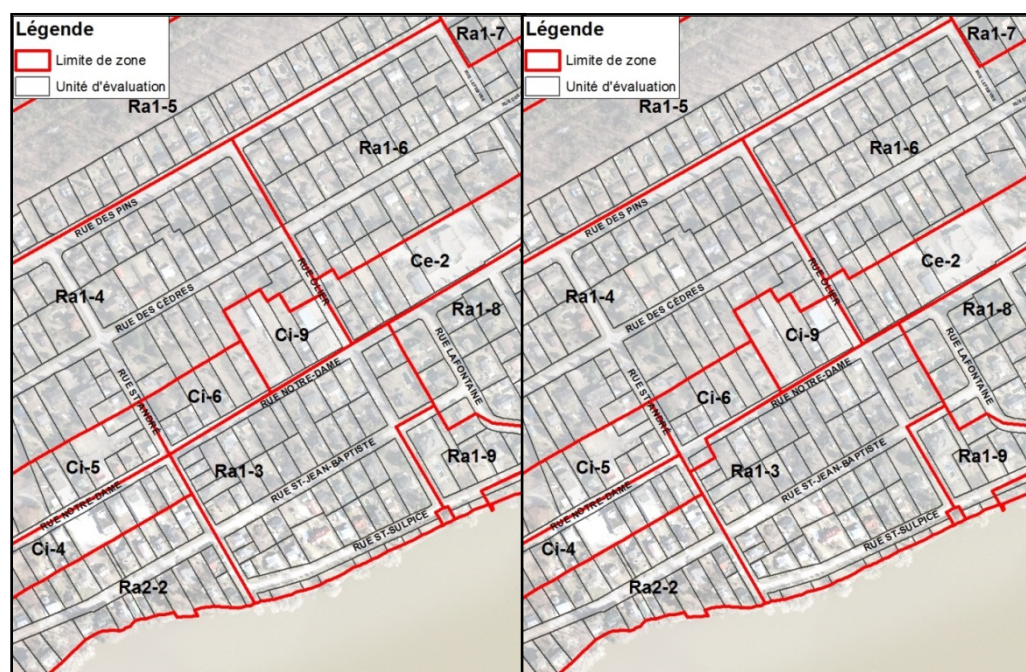 Légende
Limite de zone
Unité d'évaluation
Ra1-7
Ra1-5
Ra1-6
RUE DES PINS
RUE OLIER
Ce-2
Ra1-4
RUE DES CÈDRES
Ra1-8
Ci-9
RUE LAFONTAINE
RUE NOTRE-DAME
RUE ST-ANDRÉ
Ci-6
Ci-5
Ra1-3
RUE ST-JEAN-BAPTISTE
Ra1-9
RUE NOTRE-DAME
Ci-4
RUE ST-SULPICE
Ra2-2
Légende
Limite de zone
Unité d'évaluation
Ra1-7
Ra1-5
Ra1-6
RUE DES PINS
RUE OLIER
Ce-2
Ra1-4
RUE DES CÈDRES
Ra1-8
Ci-9
RUE LAFONTAINE
RUE NOTRE-DAME
RUE ST-ANDRÉ
Ci-6
Ci-5
Ra1-3
RUE ST-JEAN-BAPTISTE
Ra1-9
RUE NOTRE-DAME
Ci-4
RUE ST-SULPICE
Ra2-2